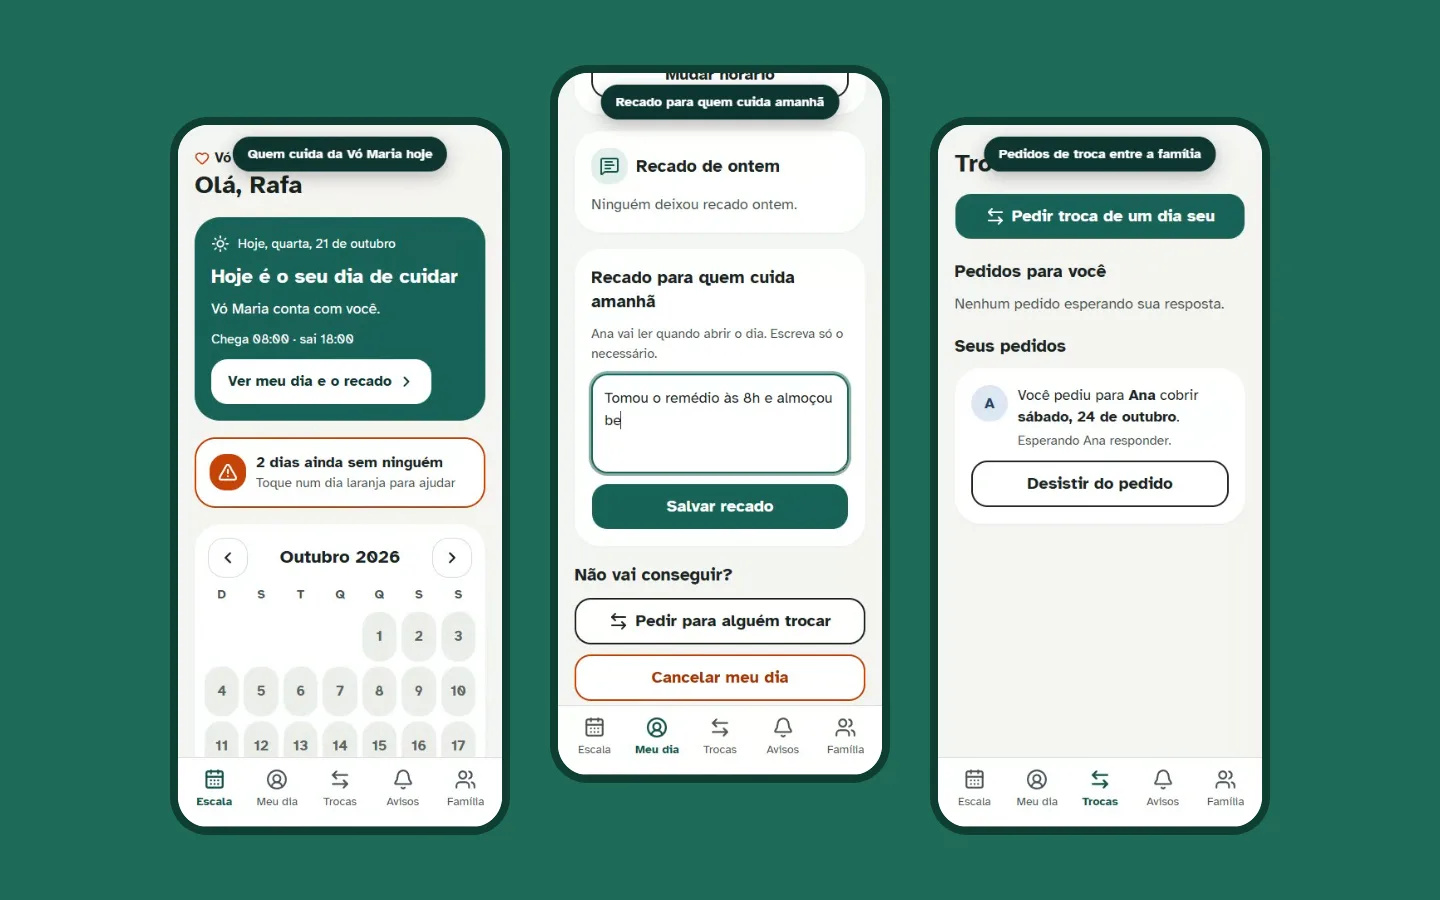 Quem cuida da Vó Maria hoje
Vó
Olá, Rafa
Hoje, quarta, 21 de outubro
Hoje é o seu dia de cuidar
Vó Maria conta com você.
Chega 08:00 · sai 18:00
Ver meu dia e o recado
2 dias ainda sem ninguém
Toque num dia laranja para ajudar
Outubro 2026
D S T Q Q S S
1 2 3
4 5 6 7 8 9 10
11 12 13 14 15 16 17
Escala Meu dia Trocas Avisos Família
Mudar horário
Recado para quem cuida amanhã
Recado de ontem
Ninguém deixou recado ontem.
Recado para quem cuida
amanhã
Ana vai ler quando abrir o dia. Escreva só o
necessário.
Tomou o remédio às 8h e almoçou
be
Salvar recado
Não vai conseguir?
Pedir para alguém trocar
Cancelar meu dia
Escala Meu dia Trocas Avisos Família
Pedidos de troca entre a família
Tro
Pedir troca de um dia seu
Pedidos para você
Nenhum pedido esperando sua resposta.
Seus pedidos
A
Você pediu para Ana cobrir
sábado, 24 de outubro.
Esperando Ana responder.
Desistir do pedido
Escala Meu dia Trocas Avisos Família